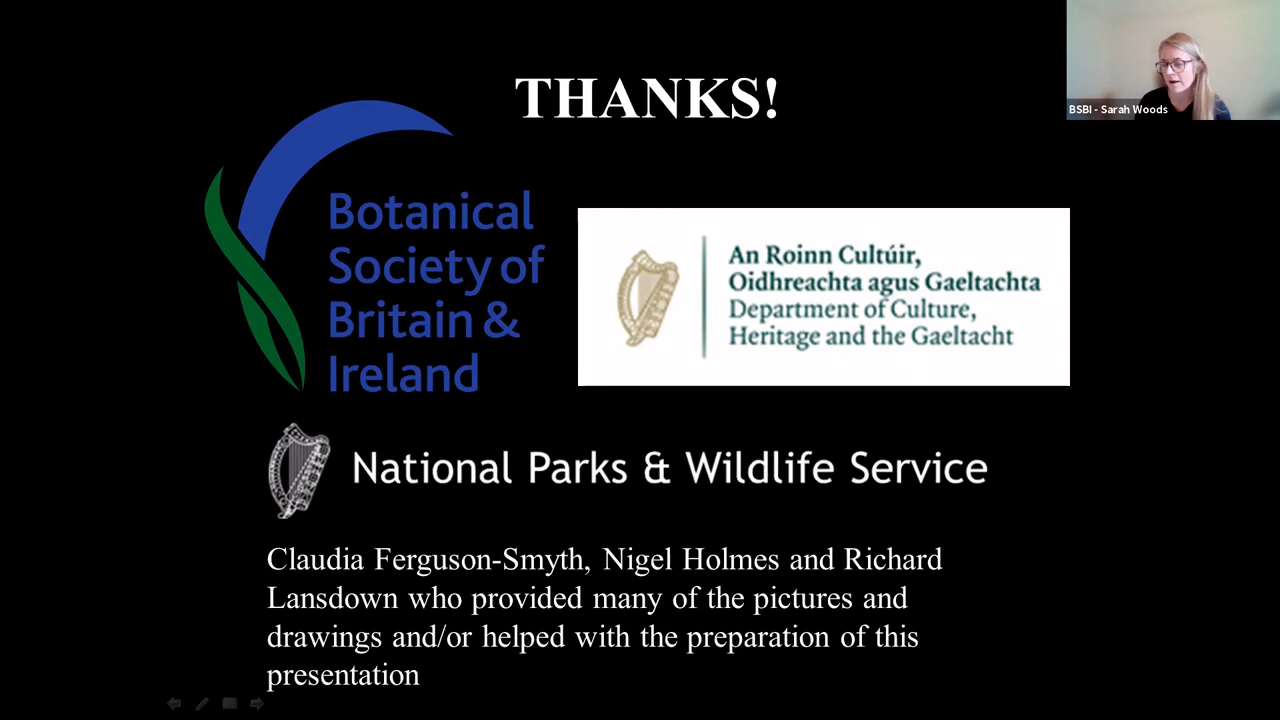 THANKS!
BSBI - Sarah Woods
Botanical
Society of
Britain &
Ireland
An Roinn Cultúir,
Oidhreachta agus Gaeltachta
Department of Culture,
Heritage and the Gaeltacht
National Parks & Wildlife Service
Claudia Ferguson-Smyth, Nigel Holmes and Richard
Lansdown who provided many of the pictures and
drawings and/or helped with the preparation of this
presentation